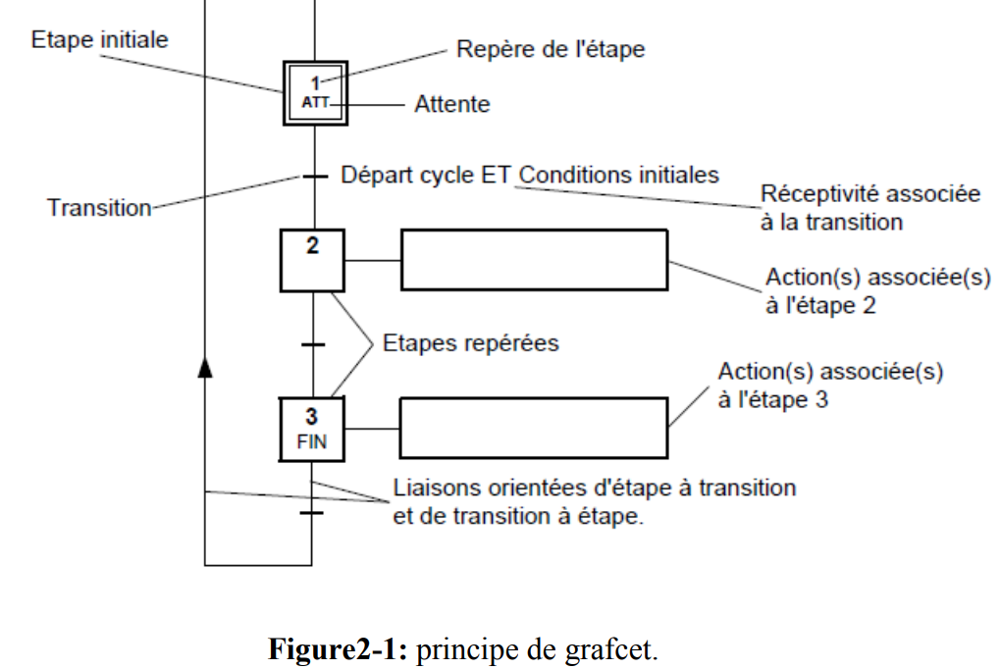 Etape initiale
Repère de l'étape
1
ATT
Attente
Départ cycle ET Conditions initiales
Transition
Réceptivité associée
à la transition
2
Action(s) associée(s)
à l'étape 2
Etapes repérées
Action(s) associée(s)
à l'étape 3
3
FIN
Liaisons orientées d'étape à transition
et de transition à étape.
Figure2-1: principe de grafcet.